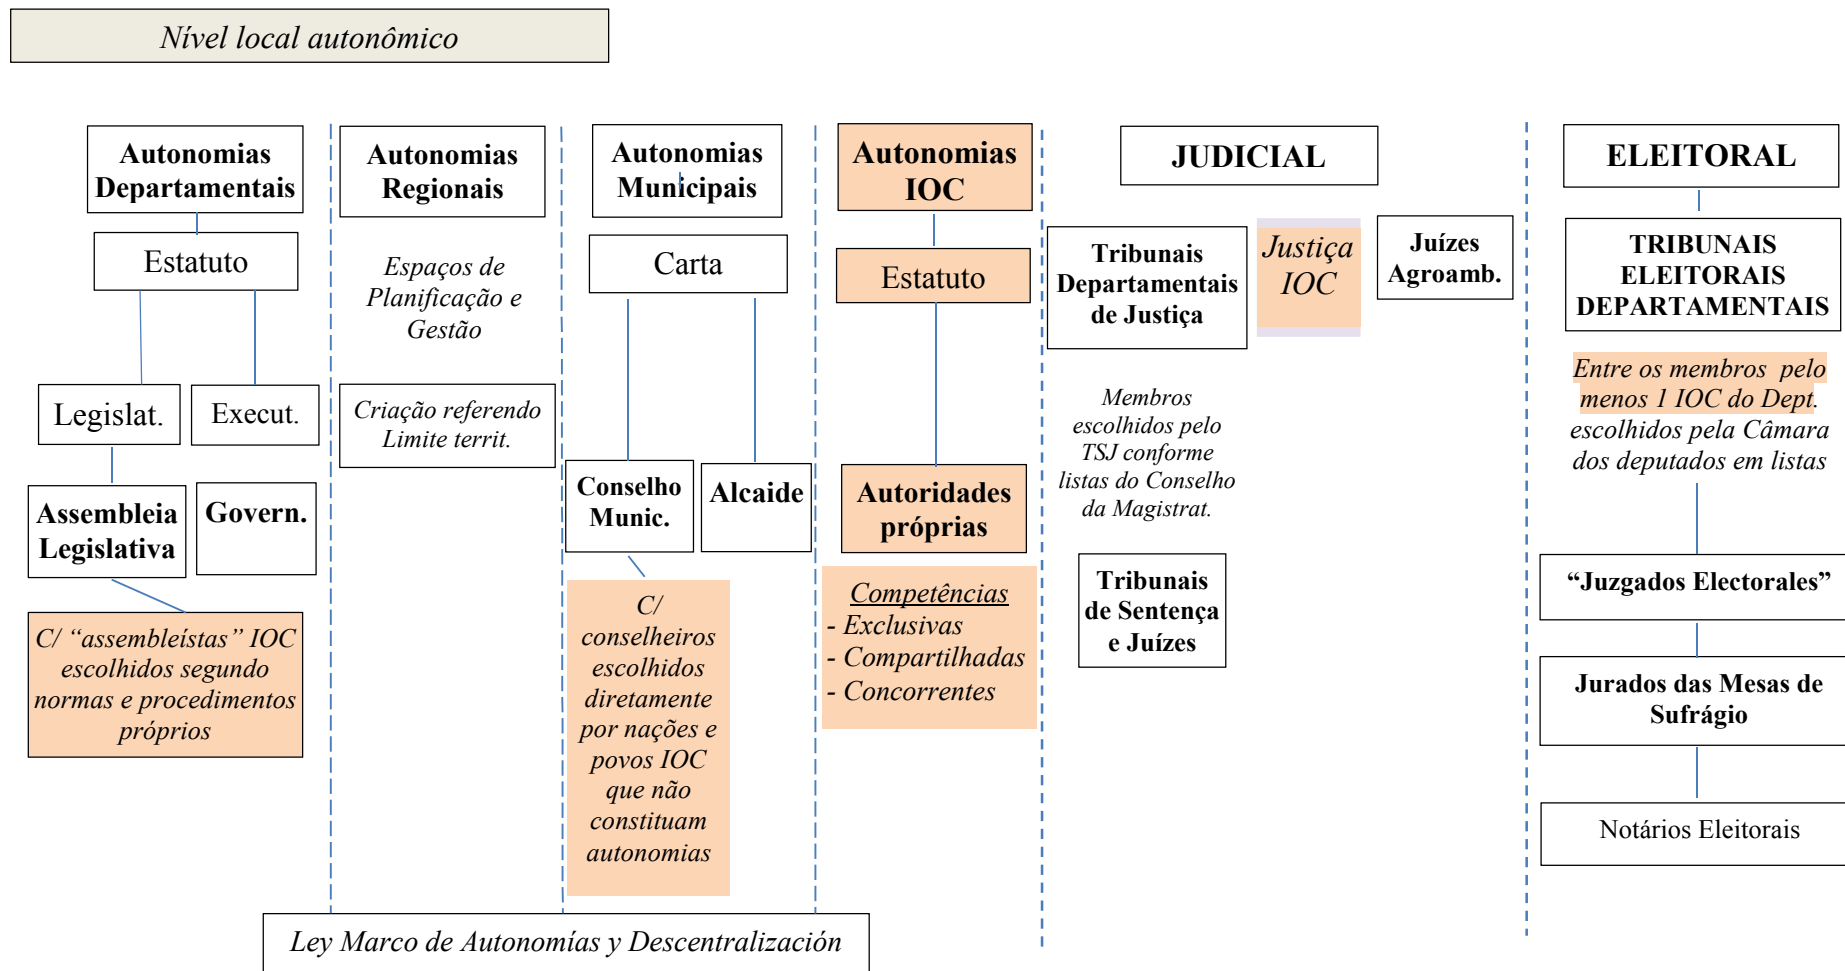 Nível local autonômico
Autonomias
Departamentais
Estatuto
Legislat.
Execut.
Assembleia
Legislativa
Govern.
C/ “assembleístas” IOC
escolhidos segundo
normas e procedimentos
próprios
Autonomias
Regionais
Espaços de
Planificação e
Gestão
Criação referendo
Limite territ.
Autonomias
Municipais
Carta
Conselho
Munic.
Alcaide
C/
conselheiros
escolhidos
diretamente
por nações e
povos IOC
que não
constituam
autonomias
Autonomias
IOC
Estatuto
Autoridades
próprias
Competências
- Exclusivas
- Compartilhadas
- Concorrentes
JUDICIAL
Tribunais
Departamentais
de Justiça
Justiça
IOC
Juízes
Agroamb.
Membros
escolhidos pelo
TSJ conforme
listas do Conselho
da Magistrat.
Tribunais
de Sentença
e Juízes
ELEITORAL
TRIBUNAIS
ELEITORAIS
DEPARTAMENTAIS
Entre os membros pelo
menos 1 IOC do Dept.
escolhidos pela Câmara
dos deputados em listas
“Juzgados Electorales”
Jurados das Mesas de
Sufrágio
Notários Eleitorais
Ley Marco de Autonomías y Descentralización